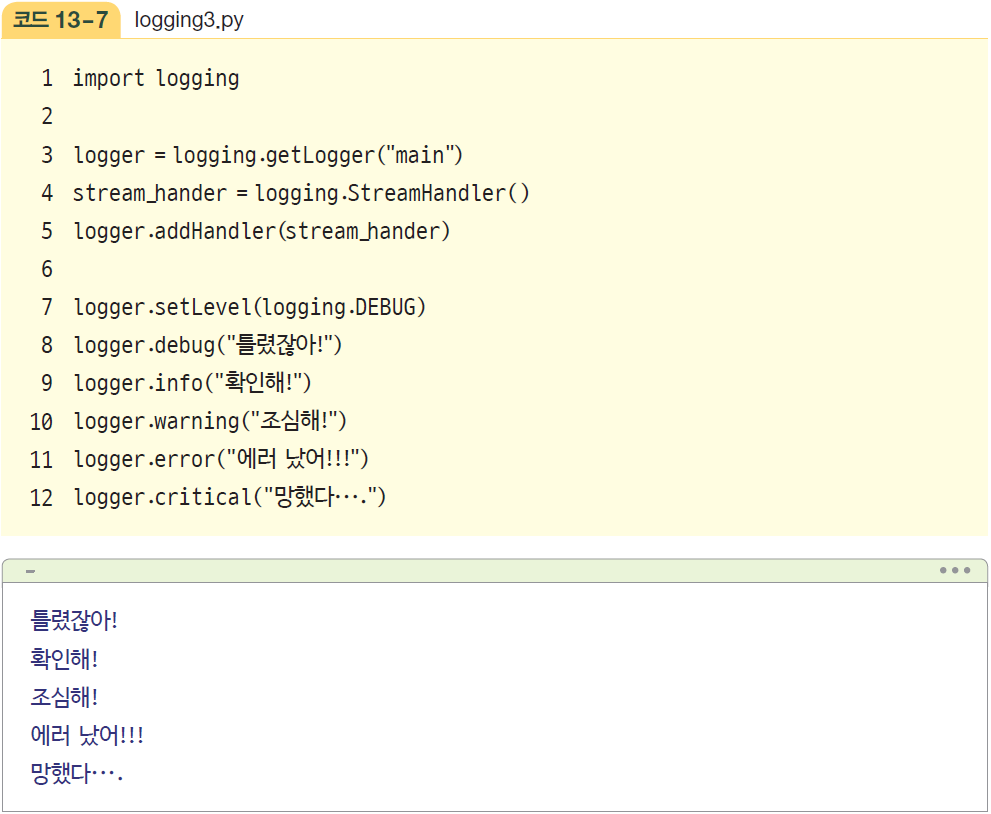 코드 13-7 logging3.py
1 import logging
2
3 logger = logging.getLogger("main")
4 stream_hander = logging.StreamHandler()
5 logger.addHandler(stream_hander)
6
7 logger.setLevel(logging.DEBUG)
8 logger.debug("틀렸잖아!")
9 logger.info("확인해!")
10 logger.warning("조심해!")
11 logger.error("에러 났어!!!")
12 logger.critical("망했다….")
틀렸잖아!
확인해!
조심해!
에러 났어!!!
망했다….